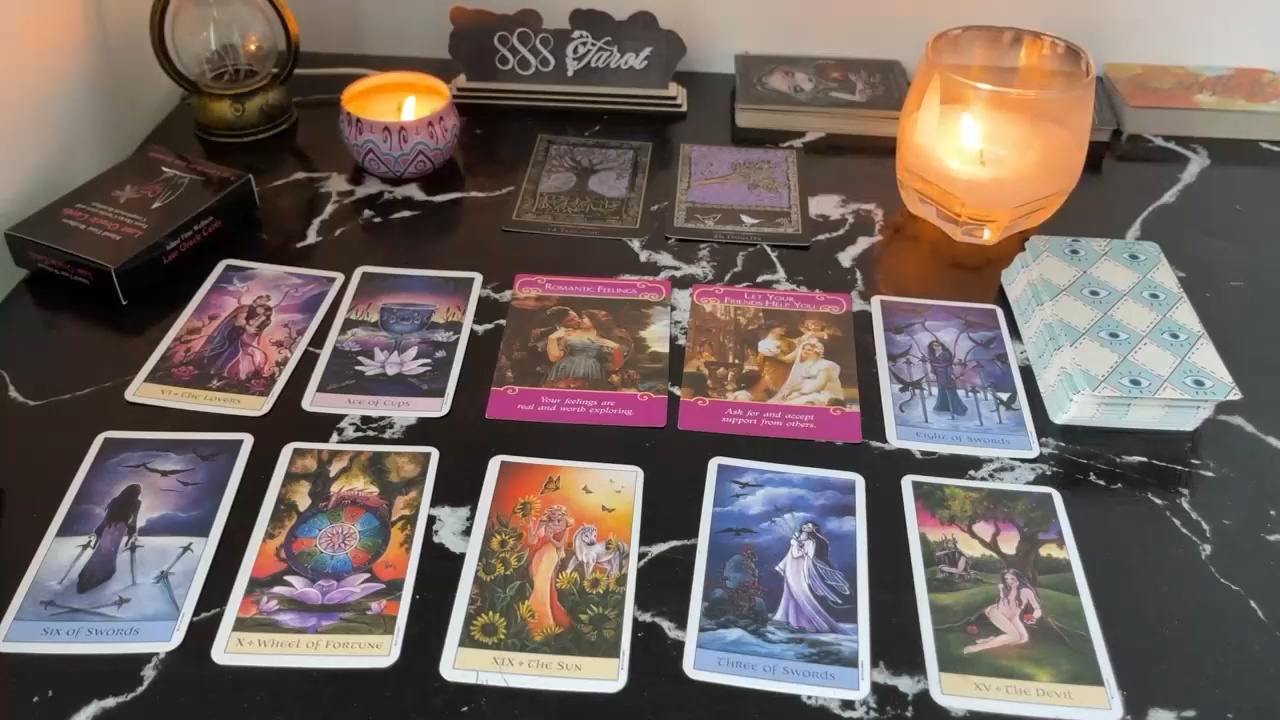 888 Tarot
VI + The Lovers
Ace of Cups
Romantic Feelings
Your feelings are
real and worth exploring.
Let Your
Friends Help You
Ask for and accept
support from others.
Eight of Swords
Six of Swords
X + Wheel of Fortune
XIX + The Sun
Three of Swords
XV + The Devil